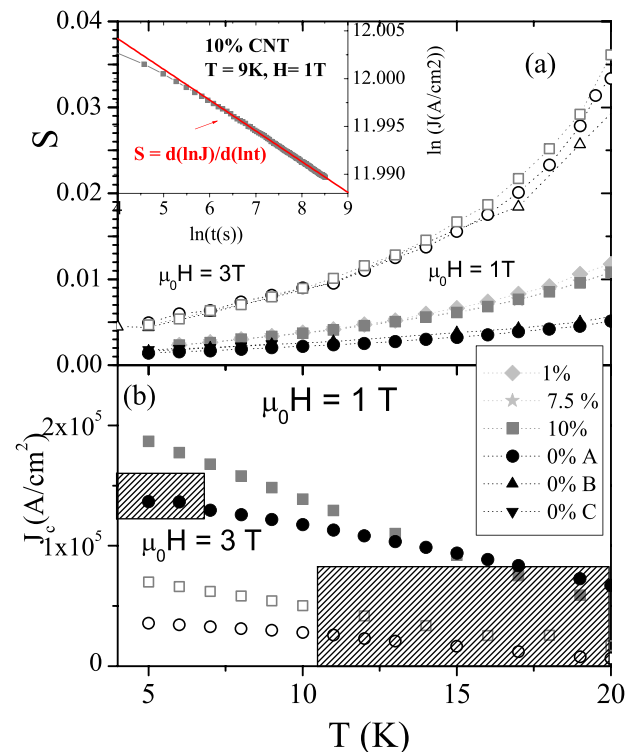 0.04
0.03
0.02
0.01
0.00
S
(a)
10% CNT
T = 9K, H= 1T
S = d(lnJ)/d(lnt)
4 5 6 7 8 9
ln(t(s))
12.005
12.000
11.995
11.990
ln (J(A/cm2))
μ0H = 3T
μ0H = 1T
1%
7.5 %
10%
0% A
0% B
0% C
(b)
μ0H = 1 T
μ0H = 3 T
2x10^5
1x10^5
0
Jc(A/cm^2)
5 10 15 20
T (K)